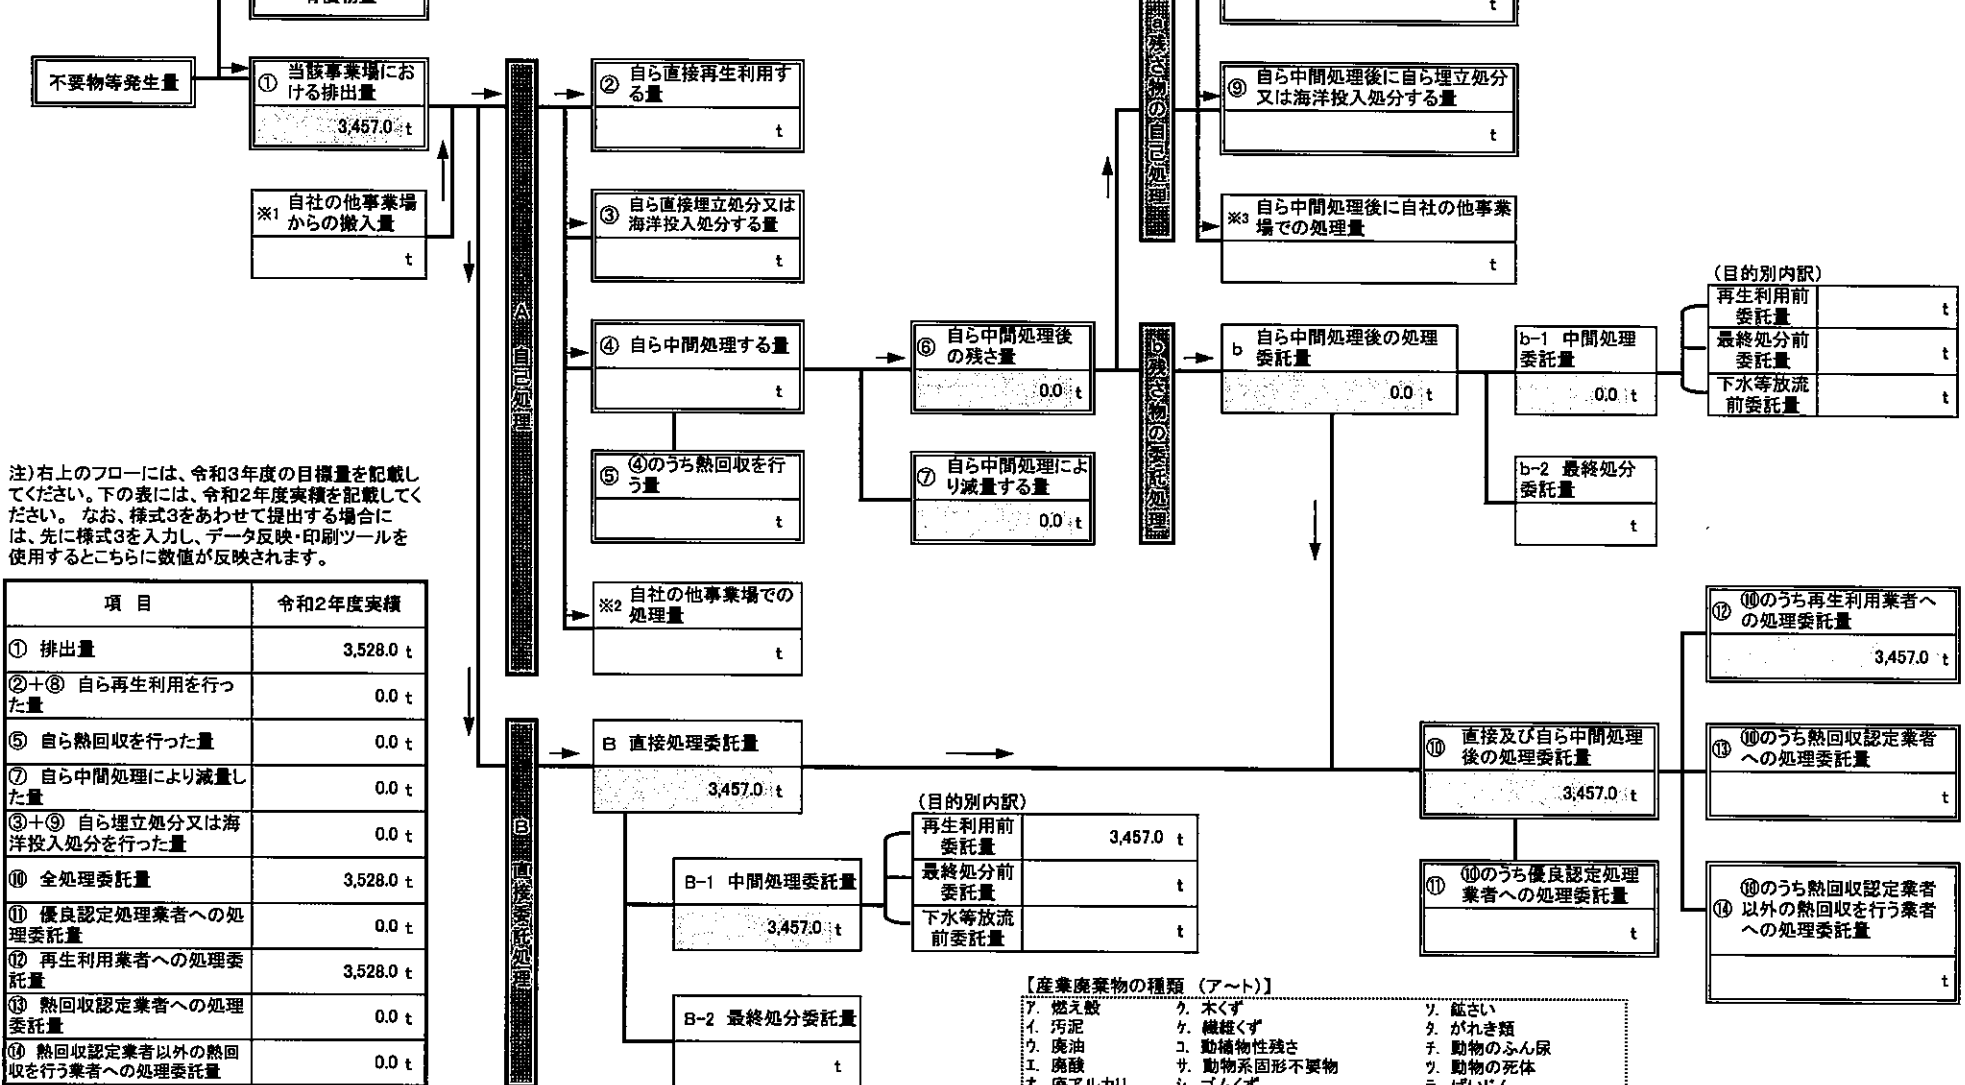 t
不要物等発生量
① 当該事業場にお
ける排出量
3,457.0 t
※1 自社の他事業場
からの搬入量
t
A 自己処理
② 自ら直接再生利用す
る量
t
③ 自ら直接埋立処分又は
海洋投入処分する量
t
④ 自ら中間処理する量
t
⑤ ④のうち熱回収を行
う量
t
※2 自社の他事業場での
処理量
t
⑥ 自ら中間処理後
の残さ量
0.0 t
⑦ 自ら中間処理によ
り減量する量
0.0 t
a 残さ物の自己処理
⑨ 自ら中間処理後に自ら埋立処分
又は海洋投入処分する量
t
※3 自ら中間処理後に自社の他事業
場での処理量
t
b 残さ物の委託処理
b 自ら中間処理後の処理
委託量
0.0 t
b-1 中間処理
委託量
0.0 t
(目的別内訳)
再生利用前
委託量
t
最終処分前
委託量
t
下水等放流
前委託量
t
b-2 最終処分
委託量
t
注)右上のフローには、令和3年度の目標量を記載し
てください。下の表には、令和2年度実績を記載してく
ださい。 なお、様式3をあわせて提出する場合に
は、先に様式3を入力し、データ反映・印刷ツールを
使用するとこちらに数値が反映されます。
項 目 令和2年度実績
① 排出量 3,528.0 t
②+⑧ 自ら再生利用を行っ
た量 0.0 t
⑤ 自ら熱回収を行った量 0.0 t
⑦ 自ら中間処理により減量し
た量 0.0 t
③+⑨ 自ら埋立処分又は海
洋投入処分を行った量 0.0 t
⑩ 全処理委託量 3,528.0 t
⑪ 優良認定処理業者への処
理委託量 0.0 t
⑫ 再生利用業者への処理委
託量 3,528.0 t
⑬ 熱回収認定業者への処理
委託量 0.0 t
⑭ 熱回収認定業者以外の熱回
収を行う業者への処理委託量 0.0 t
B 直接委託処理
B 直接処理委託量
3,457.0 t
B-1 中間処理委託量
3,457.0 t
(目的別内訳)
再生利用前
委託量
3,457.0 t
最終処分前
委託量
t
下水等放流
前委託量
t
B-2 最終処分委託量
t
⑩ 直接及び自ら中間処理
後の処理委託量
3,457.0 t
⑪ ⑩のうち優良認定処理
業者への処理委託量
t
⑫ ⑩のうち再生利用業者へ
の処理委託量
3,457.0 t
⑬ ⑩のうち熱回収認定業者
への処理委託量
t
⑭ ⑩のうち熱回収認定業者
以外の熱回収を行う業者
への処理委託量
t
【産業廃棄物の種類 (ア~ト)】
ア. 燃え殻 ク. 木くず ソ. 鉱さい
イ. 汚泥 ケ. 繊維くず タ. がれき類
ウ. 廃油 コ. 動植物性残さ チ. 動物のふん尿
エ. 廃酸 サ. 動物系固形不要物 ツ. 動物の死体